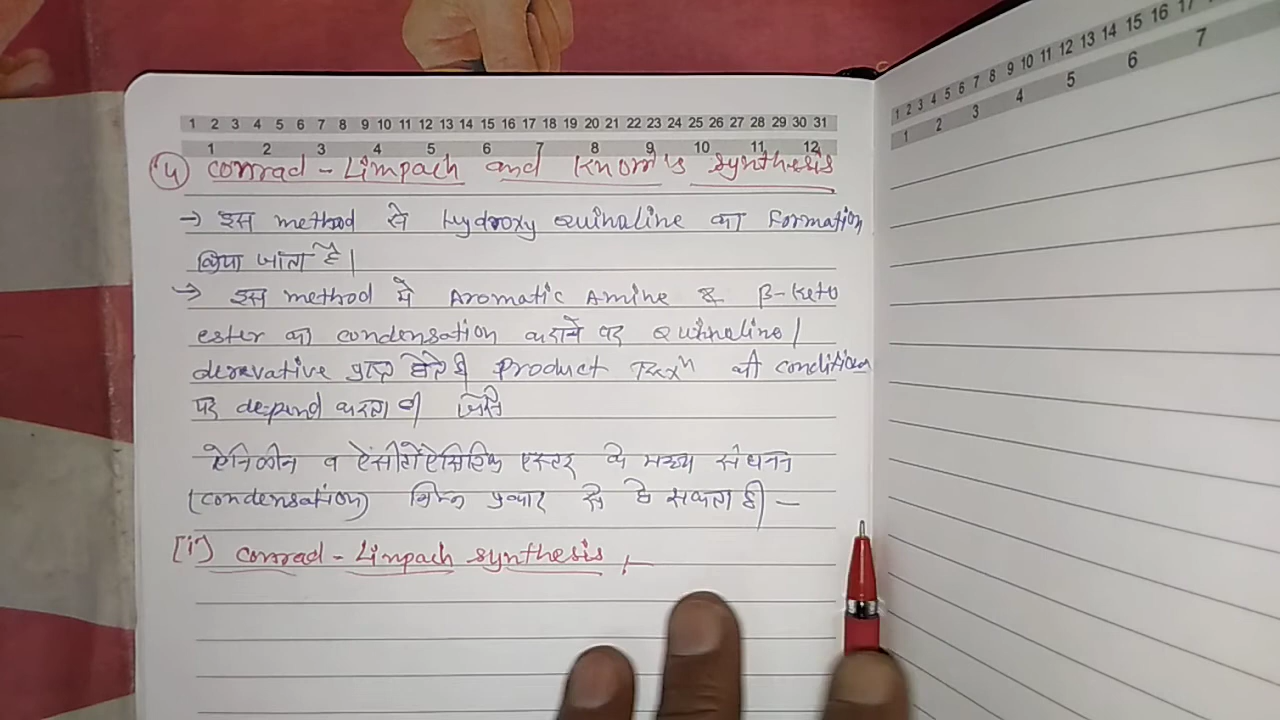 1 2 3 4 5 6 7 8 9 10 11 12 13 14 15 16 17 18 19 20 21 22 23 24 25 26 27 28 29 30 31
1 2 3 4 5 6 7 8 9 10 11 12
(4) Conrad - Limpach and Knorr's synthesis
→ इस method से Hydroxy Quinaline का Formation
किया जाता है।
→ इस method में Aromatic Amine & β-Keto
ester का condensation कराने पर Quinnaline/
derevative प्राप्त होते है। Product Rexⁿ की condition
पर depend करता है।
ऐनिलीन व ऐसीटोऐसिटिक एस्टर के मध्य संघनन
(condensation) निम्न प्रकार से हो सकता है। —
[i] Conrad - Limpach synthesis :-
1 2 3 4 5 6 7 8 9 10 11 12 13 14 15 16 17
1 2 3 4 5 6 7